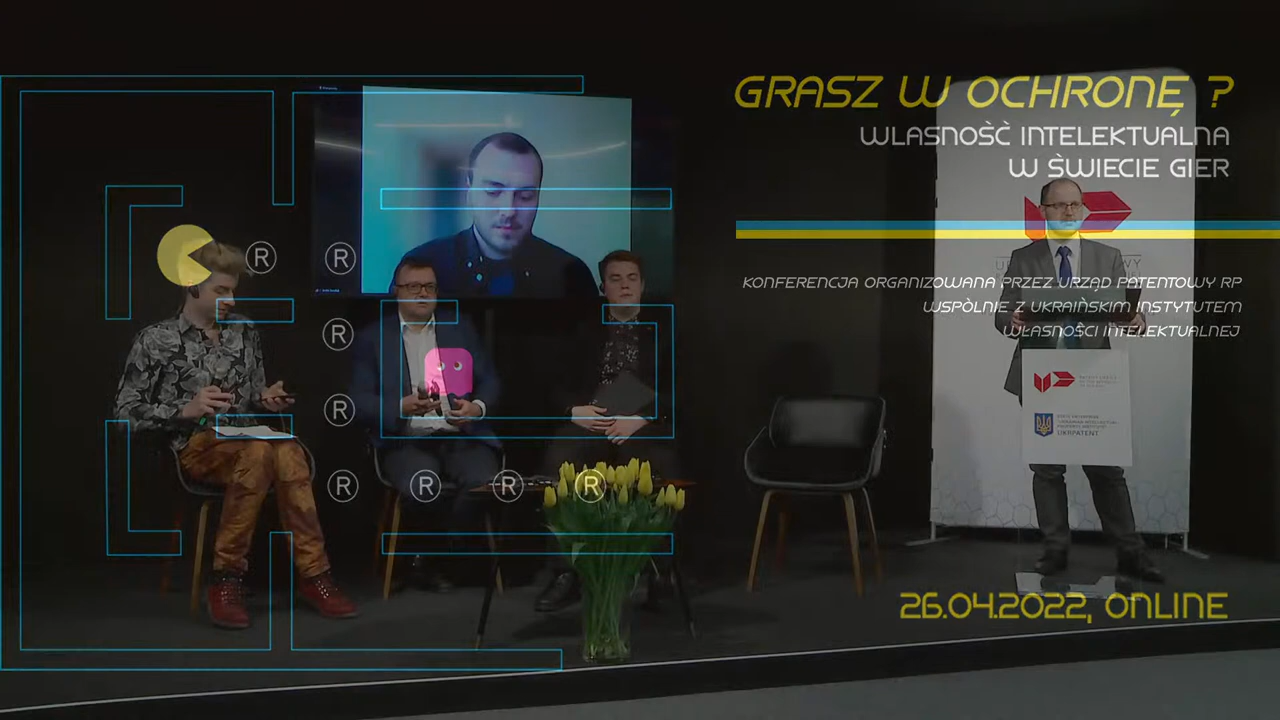 GRASZ W OCHRONĘ ?
WŁASNOŚĆ INTELEKTUALNA
W ŚWIECIE GIER
KONFERENCJA ORGANIZOWANA PRZEZ URZĄD PATENTOWY RP
WSPÓLNIE Z UKRAIŃSKIM INSTYTUTEM
WŁASNOŚCI INTELEKTUALNEJ
® ®
®
®
® ® ® ®
UKRPATENT
26.04.2022, ONLINE